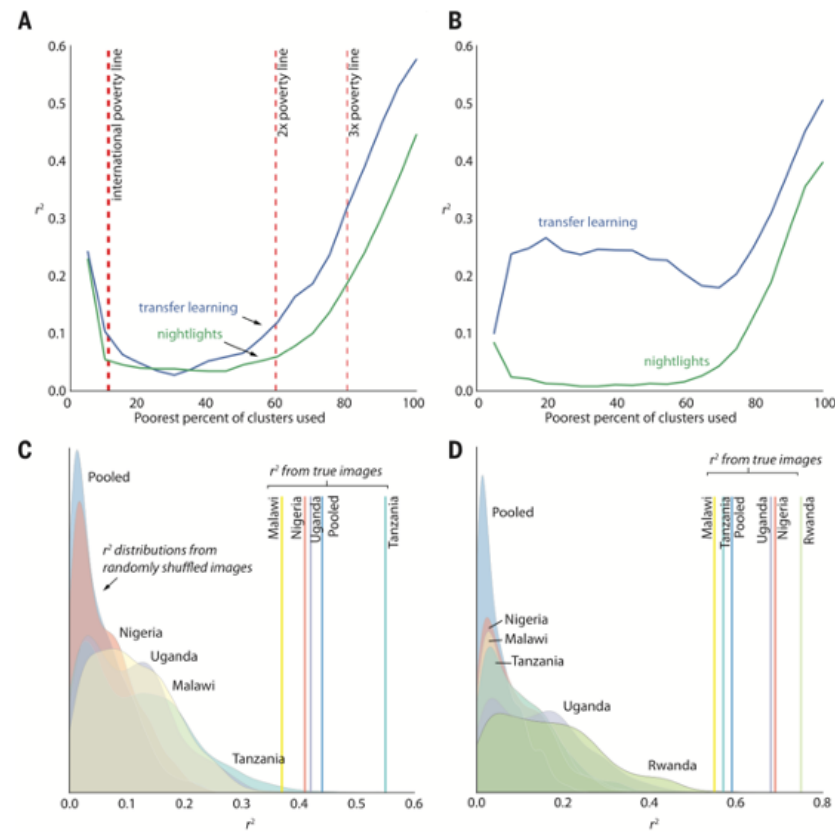 A
0.6
0.5
0.4
0.3
0.2
0.1
0.0
r²
international poverty line
2x poverty line
3x poverty line
transfer learning
nightlights
0 20 40 60 80 100
Poorest percent of clusters used
B
0.6
0.5
0.4
0.3
0.2
0.1
0.0
r²
transfer learning
nightlights
0 20 40 60 80 100
Poorest percent of clusters used
C
r² from true images
Malawi
Nigeria
Uganda
Pooled
Tanzania
Pooled
r² distributions from
randomly shuffled images
Nigeria
Uganda
Malawi
Tanzania
0.0 0.1 0.2 0.3 0.4 0.5 0.6
r²
D
r² from true images
Malawi
Tanzania
Pooled
Uganda
Nigeria
Rwanda
Pooled
Nigeria
Malawi
Tanzania
Uganda
Rwanda
0.0 0.2 0.4 0.6 0.8
r²